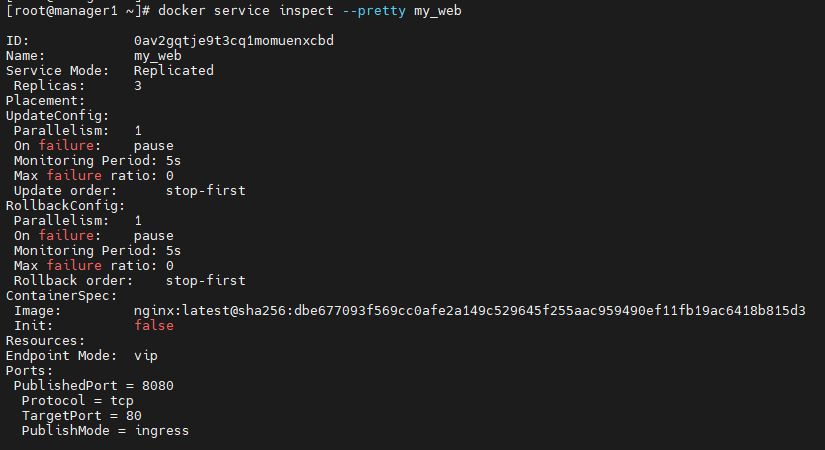 [root@manager1 ~]# docker service inspect --pretty my_web
ID: 0av2gqtje9t3cq1momuenxcbd
Name: my_web
Service Mode: Replicated
Replicas: 3
Placement:
UpdateConfig:
Parallelism: 1
On failure: pause
Monitoring Period: 5s
Max failure ratio: 0
Update order: stop-first
RollbackConfig:
Parallelism: 1
On failure: pause
Monitoring Period: 5s
Max failure ratio: 0
Rollback order: stop-first
ContainerSpec:
Image: nginx:latest@sha256:dbe677093f569cc0afe2a149c529645f255aac959490ef11fb19ac6418b815d3
Init: false
Resources:
Endpoint Mode: vip
Ports:
PublishedPort = 8080
Protocol = tcp
TargetPort = 80
PublishMode = ingress